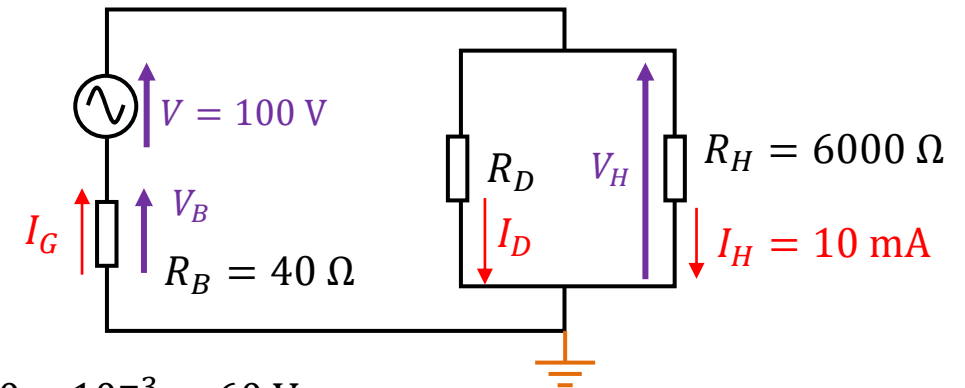 V = 100 V
V_B
I_G
R_B = 40 Ω
R_D
I_D
V_H
R_H = 6000 Ω
I_H = 10 mA